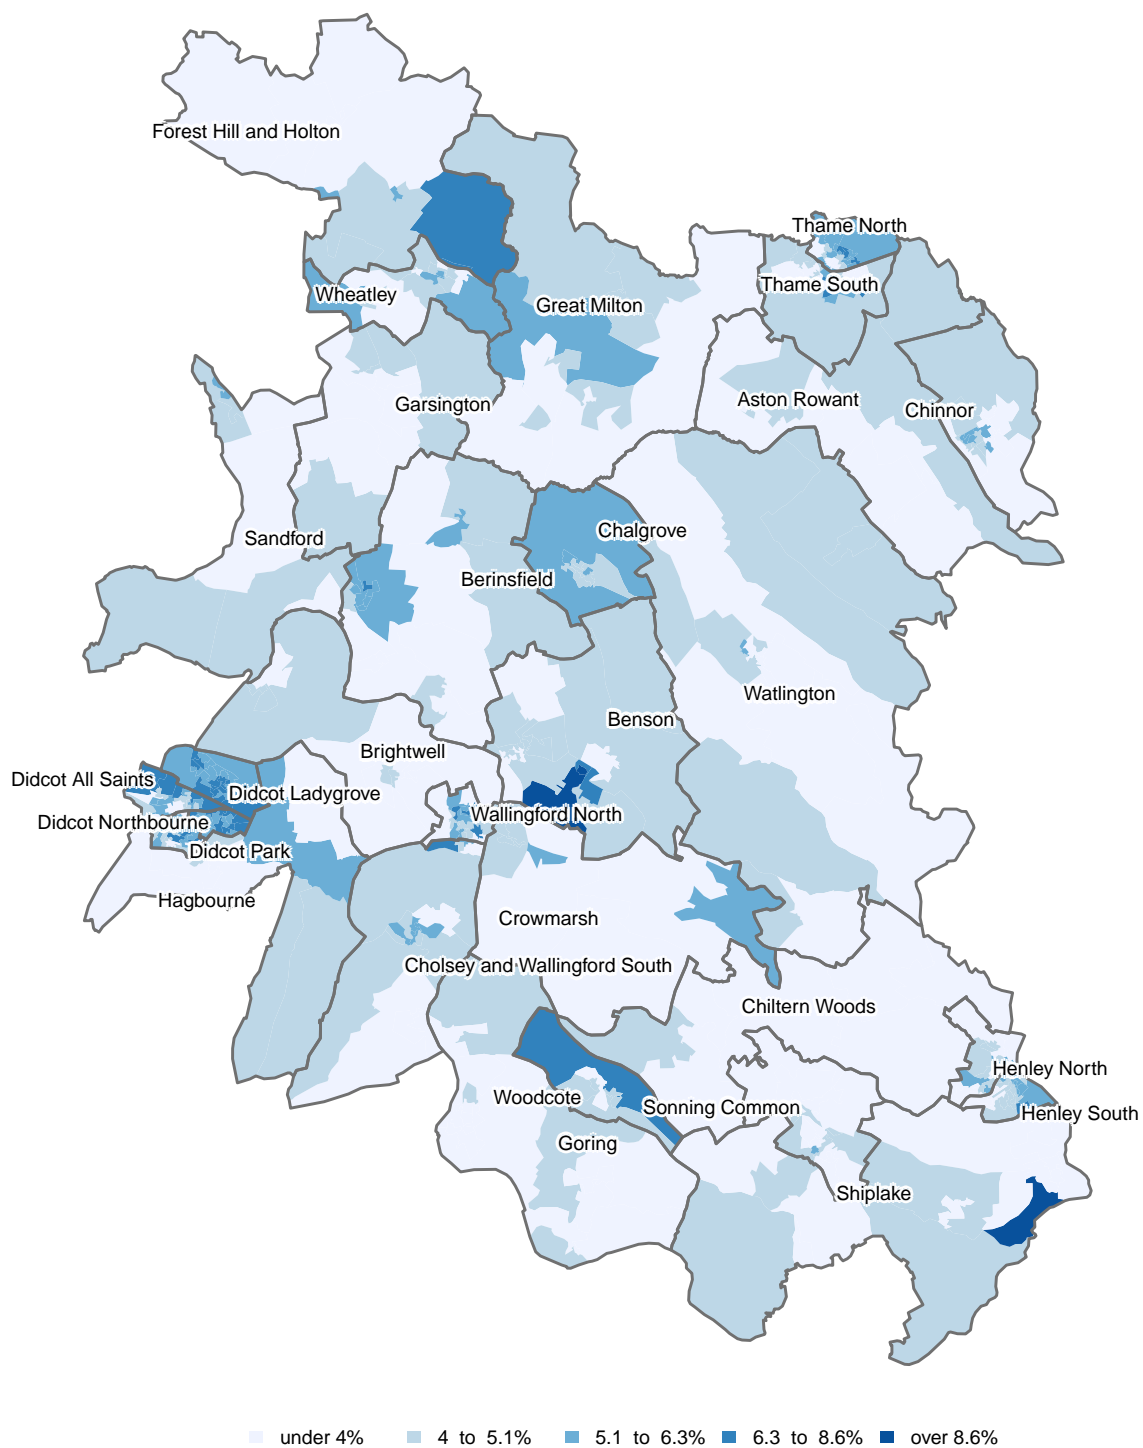 Forest Hill and Holton
Thame North
Thame South
Wheatley
Great Milton
Garsington
Aston Rowant
Chinnor
Sandford
Chalgrove
Berinsfield
Watlington
Benson
Brightwell
Didcot All Saints
Didcot Ladygrove
Wallingford North
Didcot Northbourne
Didcot Park
Hagbourne
Crowmarsh
Cholsey and Wallingford South
Chiltern Woods
Henley North
Woodcote
Sonning Common
Henley South
Goring
Shiplake
under 4% 4 to 5.1% 5.1 to 6.3% 6.3 to 8.6% over 8.6%